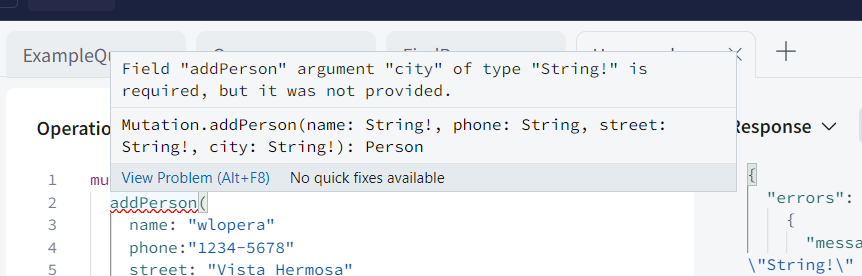 ExampleQu
Field "addPerson" argument "city" of type "String!" is
required, but it was not provided.
Mutation.addPerson(name: String!, phone: String, street:
String!, city: String!): Person
View Problem (Alt+F8) No quick fixes available
Operatio
Response
1 mu
2 addPerson(
3 name: "wlopera"
4 phone:"1234-5678"
5 street: "Vista Hermosa"
{
"errors":
{
"messa
\"String!\"